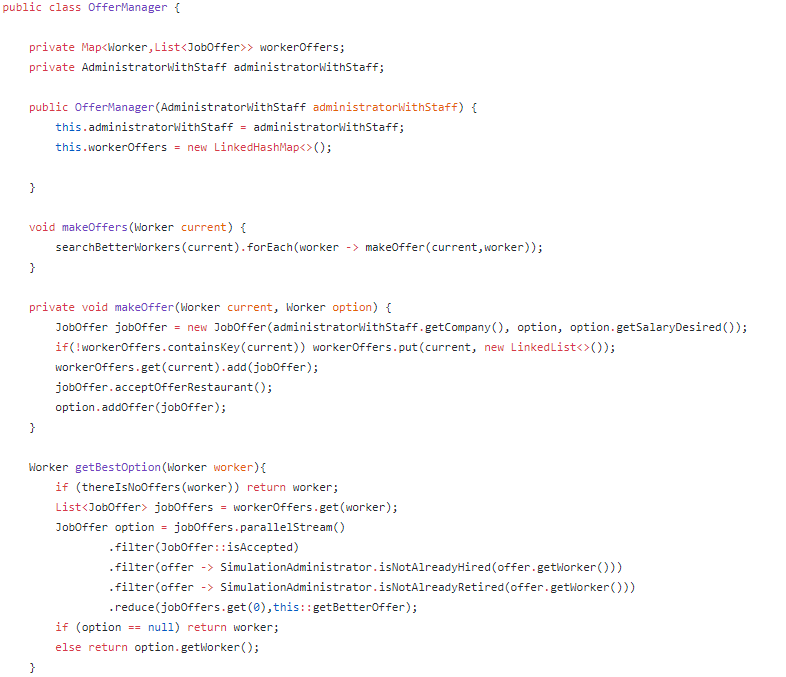 public class OfferManager {
private Map<Worker,List<JobOffer>> workerOffers;
private AdministratorWithStaff administratorWithStaff;
public OfferManager(AdministratorWithStaff administratorWithStaff) {
this.administratorWithStaff = administratorWithStaff;
this.workerOffers = new LinkedHashMap<>();
}
void makeOffers(Worker current) {
searchBetterWorkers(current).forEach(worker -> makeOffer(current,worker));
}
private void makeOffer(Worker current, Worker option) {
JobOffer jobOffer = new JobOffer(administratorWithStaff.getCompany(), option, option.getSalaryDesired());
if(!workerOffers.containsKey(current)) workerOffers.put(current, new LinkedList<>());
workerOffers.get(current).add(jobOffer);
jobOffer.acceptOfferRestaurant();
option.addOffer(jobOffer);
}
Worker getBestOption(Worker worker){
if (thereIsNoOffers(worker)) return worker;
List<JobOffer> jobOffers = workerOffers.get(worker);
JobOffer option = jobOffers.parallelStream()
.filter(JobOffer::isAccepted)
.filter(offer -> SimulationAdministrator.isNotAlreadyHired(offer.getWorker()))
.filter(offer -> SimulationAdministrator.isNotAlreadyRetired(offer.getWorker()))
.reduce(jobOffers.get(0),this::getBetterOffer);
if (option == null) return worker;
else return option.getWorker();
}